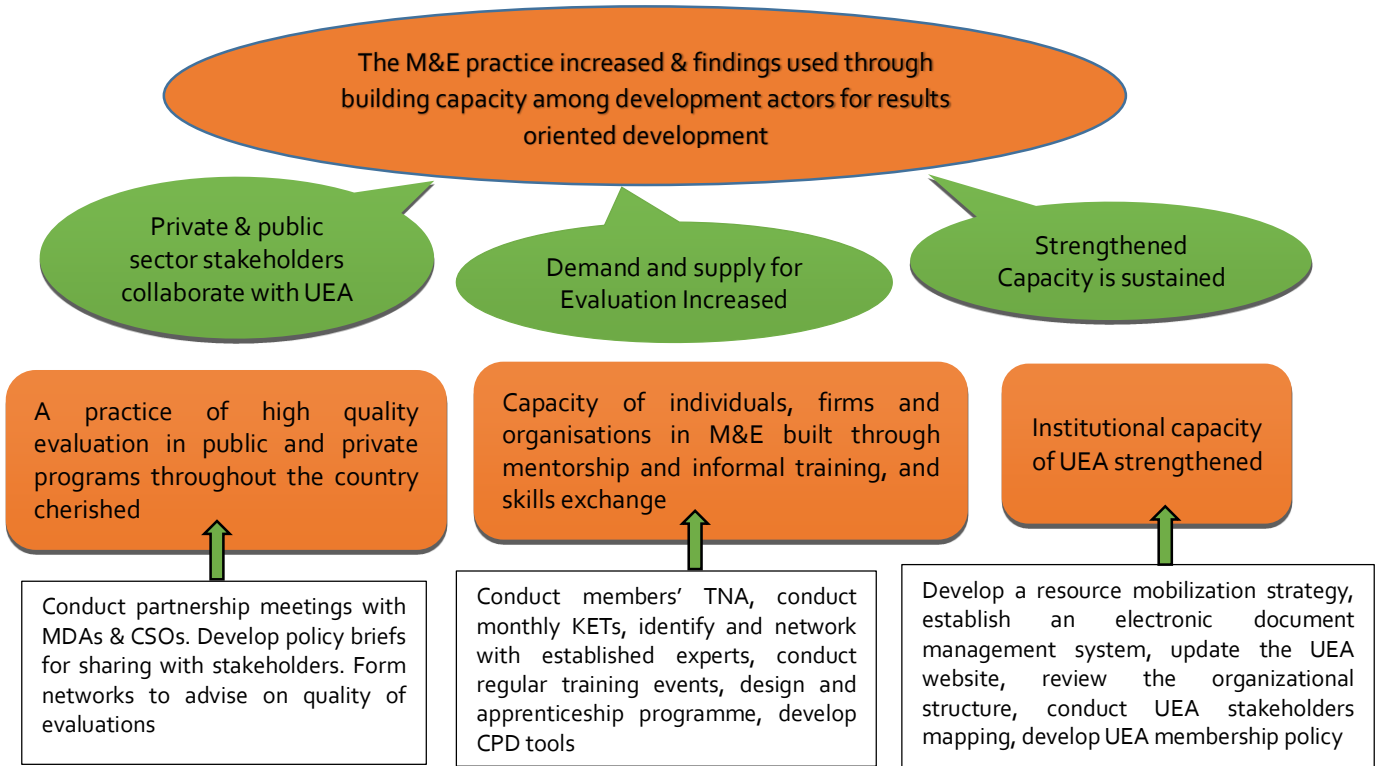 The M&E practice increased & findings used through
building capacity among development actors for results
oriented development
Private & public
sector stakeholders
collaborate with UEA
Demand and supply for
Evaluation Increased
Strengthened
Capacity is sustained
A practice of high quality
evaluation in public and private
programs throughout the country
cherished
Capacity of individuals, firms and
organisations in M&E built through
mentorship and informal training, and
skills exchange
Institutional capacity
of UEA strengthened
Conduct partnership meetings with
MDAs & CSOs. Develop policy briefs
for sharing with stakeholders. Form
networks to advise on quality of
evaluations
Conduct members' TNA, conduct
monthly KETs, identify and network
with established experts, conduct
regular training events, design and
apprenticeship programme, develop
CPD tools
Develop a resource mobilization strategy,
establish an electronic document
management system, update the UEA
website, review the organizational
structure, conduct UEA stakeholders
mapping, develop UEA membership policy